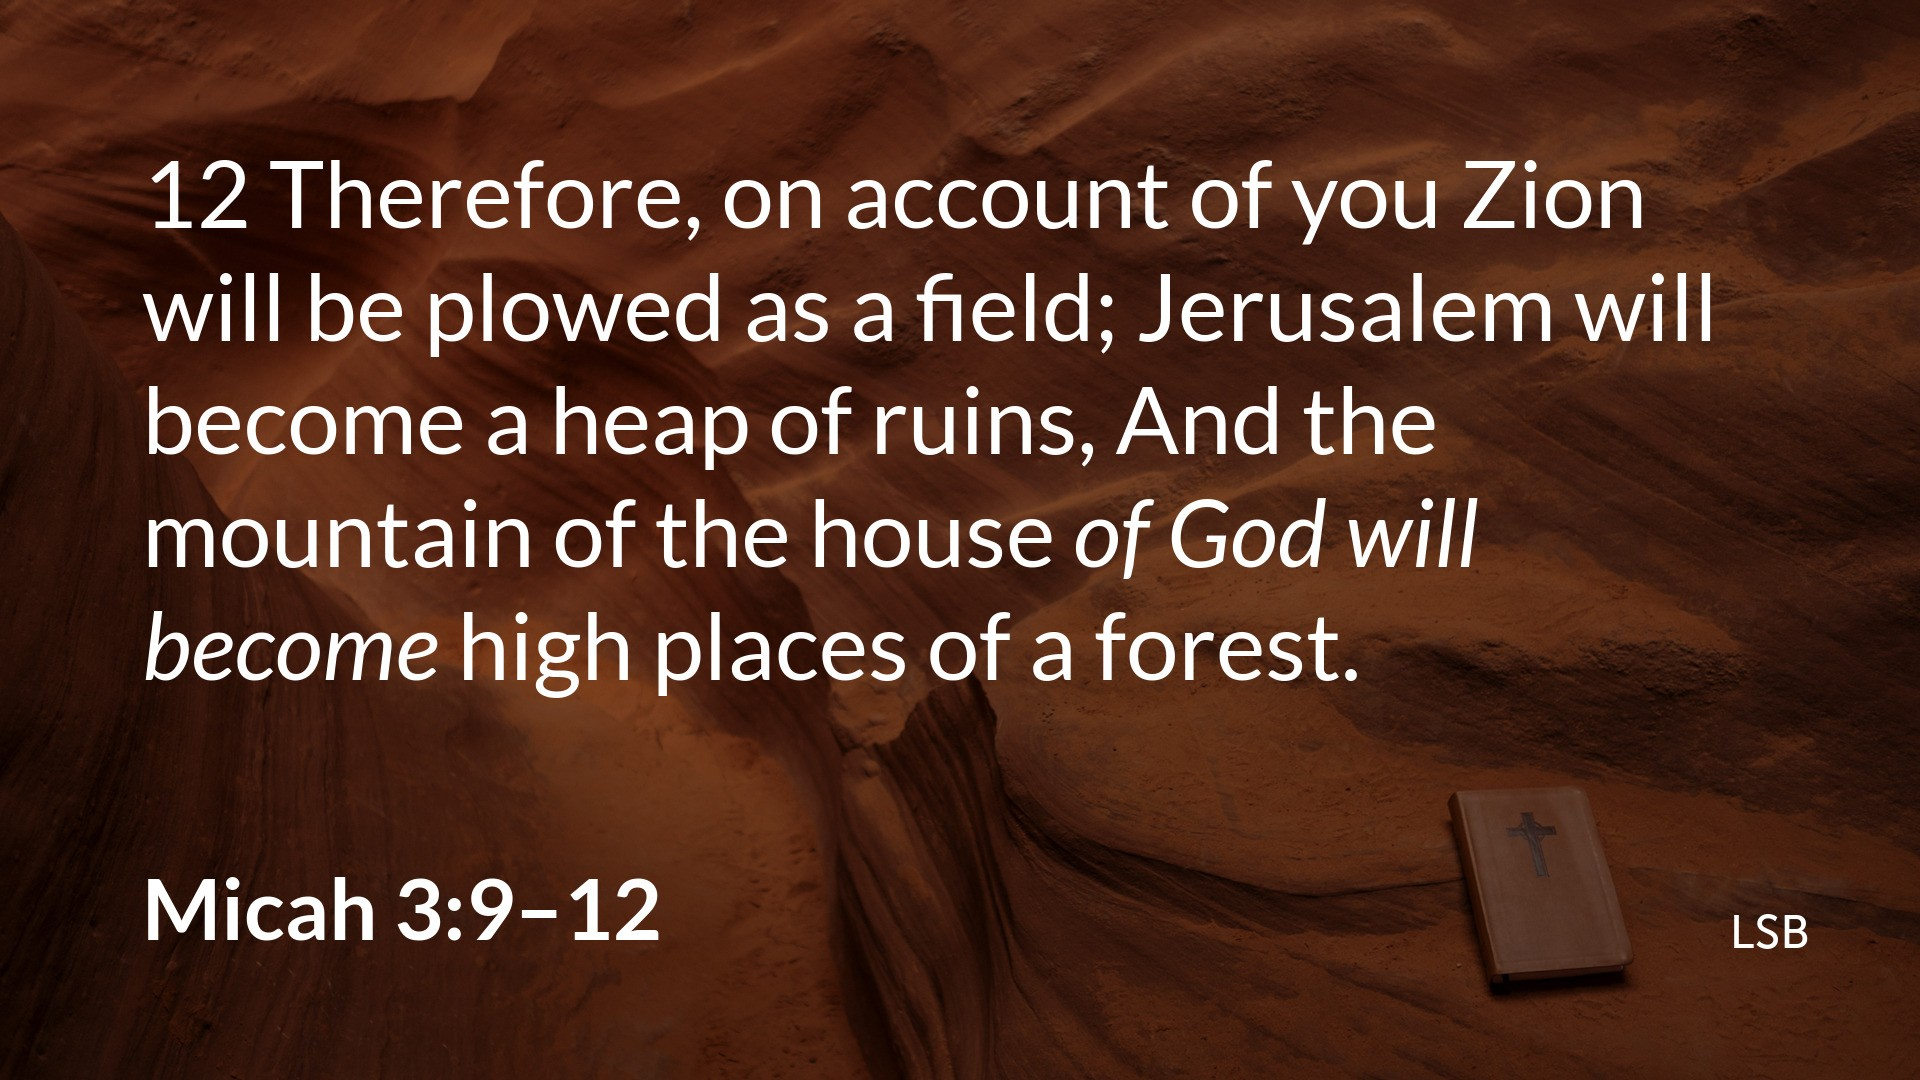 12 Therefore, on account of you Zion
will be plowed as a field; Jerusalem will
become a heap of ruins, And the
mountain of the house of God will
become high places of a forest.
Micah 3:9–12
LSB